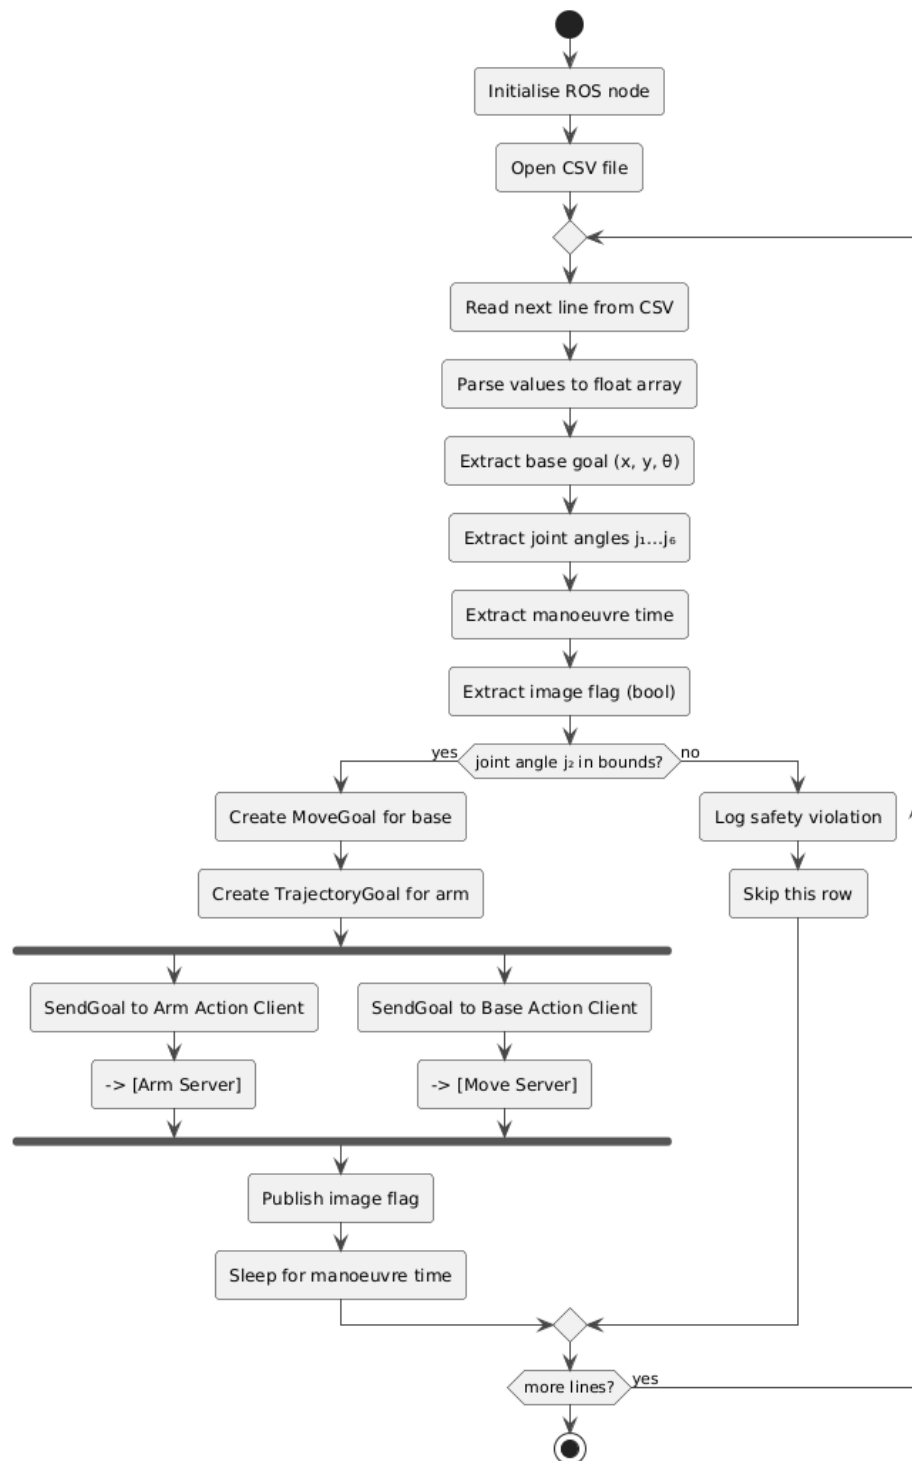 Initialise ROS node
Open CSV file
Read next line from CSV
Parse values to float array
Extract base goal (x, y, θ)
Extract joint angles j₁...j₆
Extract manoeuvre time
Extract image flag (bool)
yes
joint angle j₂ in bounds?
no
Create MoveGoal for base
Log safety violation
Create TrajectoryGoal for arm
Skip this row
SendGoal to Arm Action Client
SendGoal to Base Action Client
-> [Arm Server]
-> [Move Server]
Publish image flag
Sleep for manoeuvre time
more lines?
yes